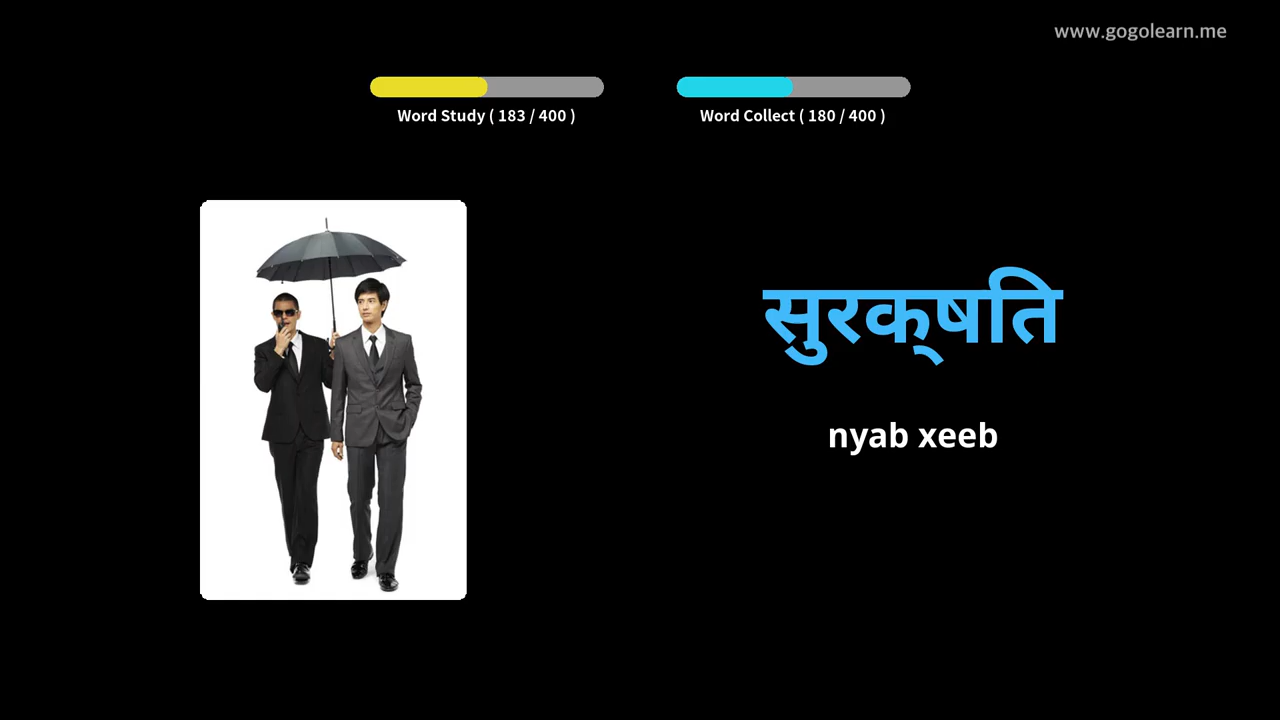 www.gogolearn.me
Word Study ( 183 / 400 )
Word Collect ( 180 / 400 )
सुरक्षति
nyab xeeb